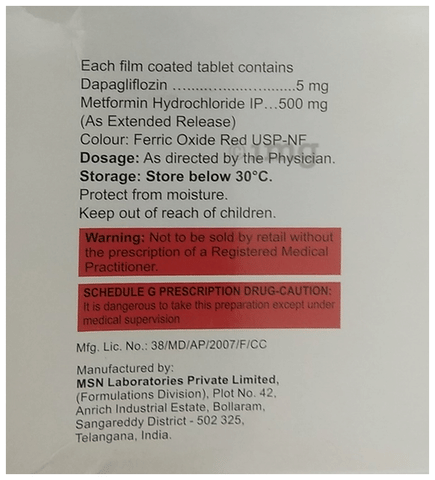 Each film coated tablet contains
Dapagliflozin ............................5 mg
Metformin Hydrochloride IP...500 mg
(As Extended Release)
Colour: Ferric Oxide Red USP-NF
Dosage: As directed by the Physician.
Storage: Store below 30°C.
Protect from moisture.
Keep out of reach of children.
Warning: Not to be sold by retail without
the prescription of a Registered Medical
Practitioner.
SCHEDULE G PRESCRIPTION DRUG-CAUTION:
It is dangerous to take this preparation except under
medical supervision
Mfg. Lic. No.: 38/MD/AP/2007/F/CC
Manufactured by:
MSN Laboratories Private Limited,
(Formulations Division), Plot No. 42,
Anrich Industrial Estate, Bollaram,
Sangareddy District - 502 325,
Telangana, India.